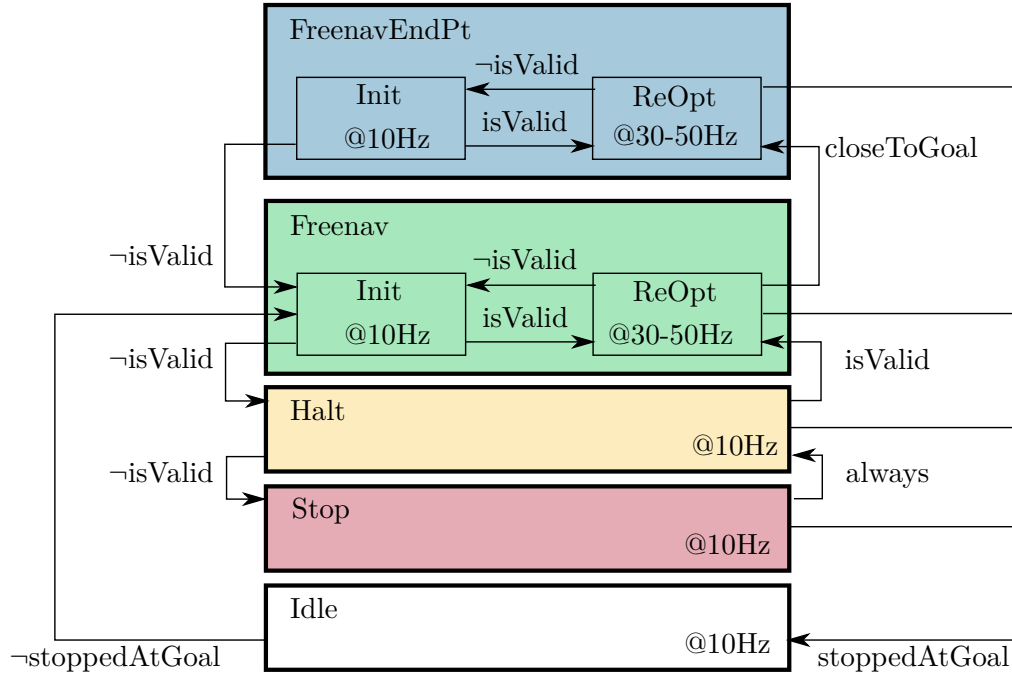 FreenavEndPt
¬isValid
Init
ReOpt
@10Hz
isValid
@30-50Hz
closeToGoal
Freenav
¬isValid
¬isValid
Init
ReOpt
@10Hz
isValid
@30-50Hz
¬isValid
isValid
Halt
@10Hz
¬isValid
always
Stop
@10Hz
Idle
@10Hz
¬stoppedAtGoal
stoppedAtGoal